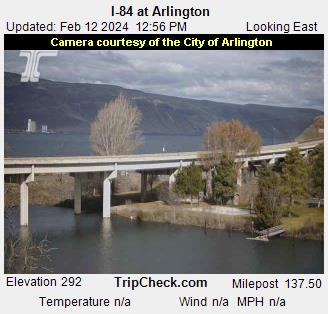 I-84 at Arlington
Updated: Feb 12 2024 12:56 PM Looking East
Camera courtesy of the City of Arlington
Elevation 292 TripCheck.com Milepost 137.50
Temperature n/a Wind n/a MPH n/a